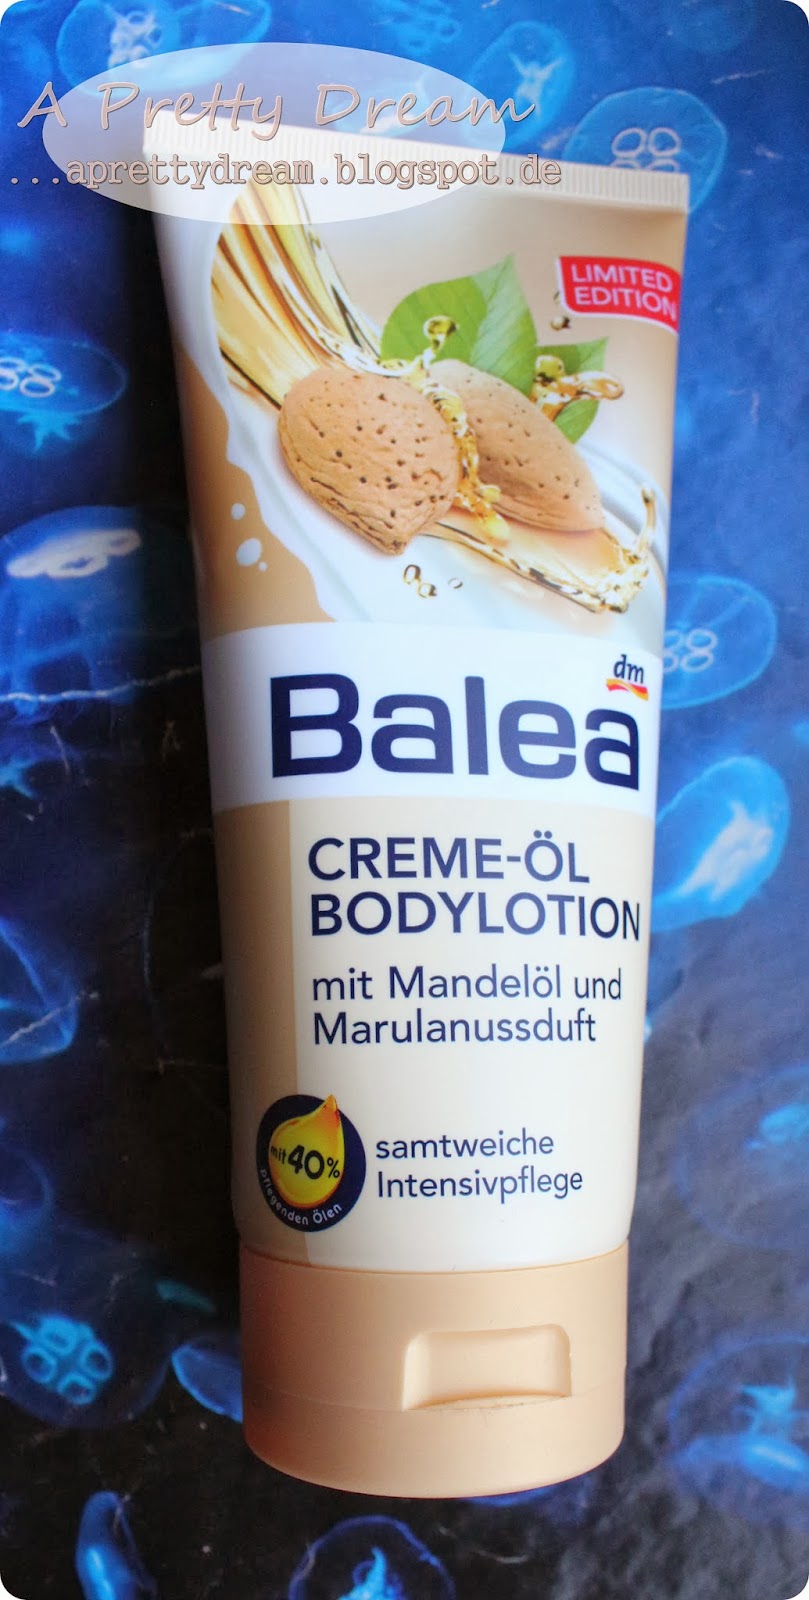 A Pretty Dream
...aprettydream.blogspot.de
LIMITED
EDITION
dm
Balea
CREME-ÖL
BODYLOTION
mit Mandelöl und
Marulanussduft
mit 40%
pflegenden Ölen
samtweiche
Intensivpflege